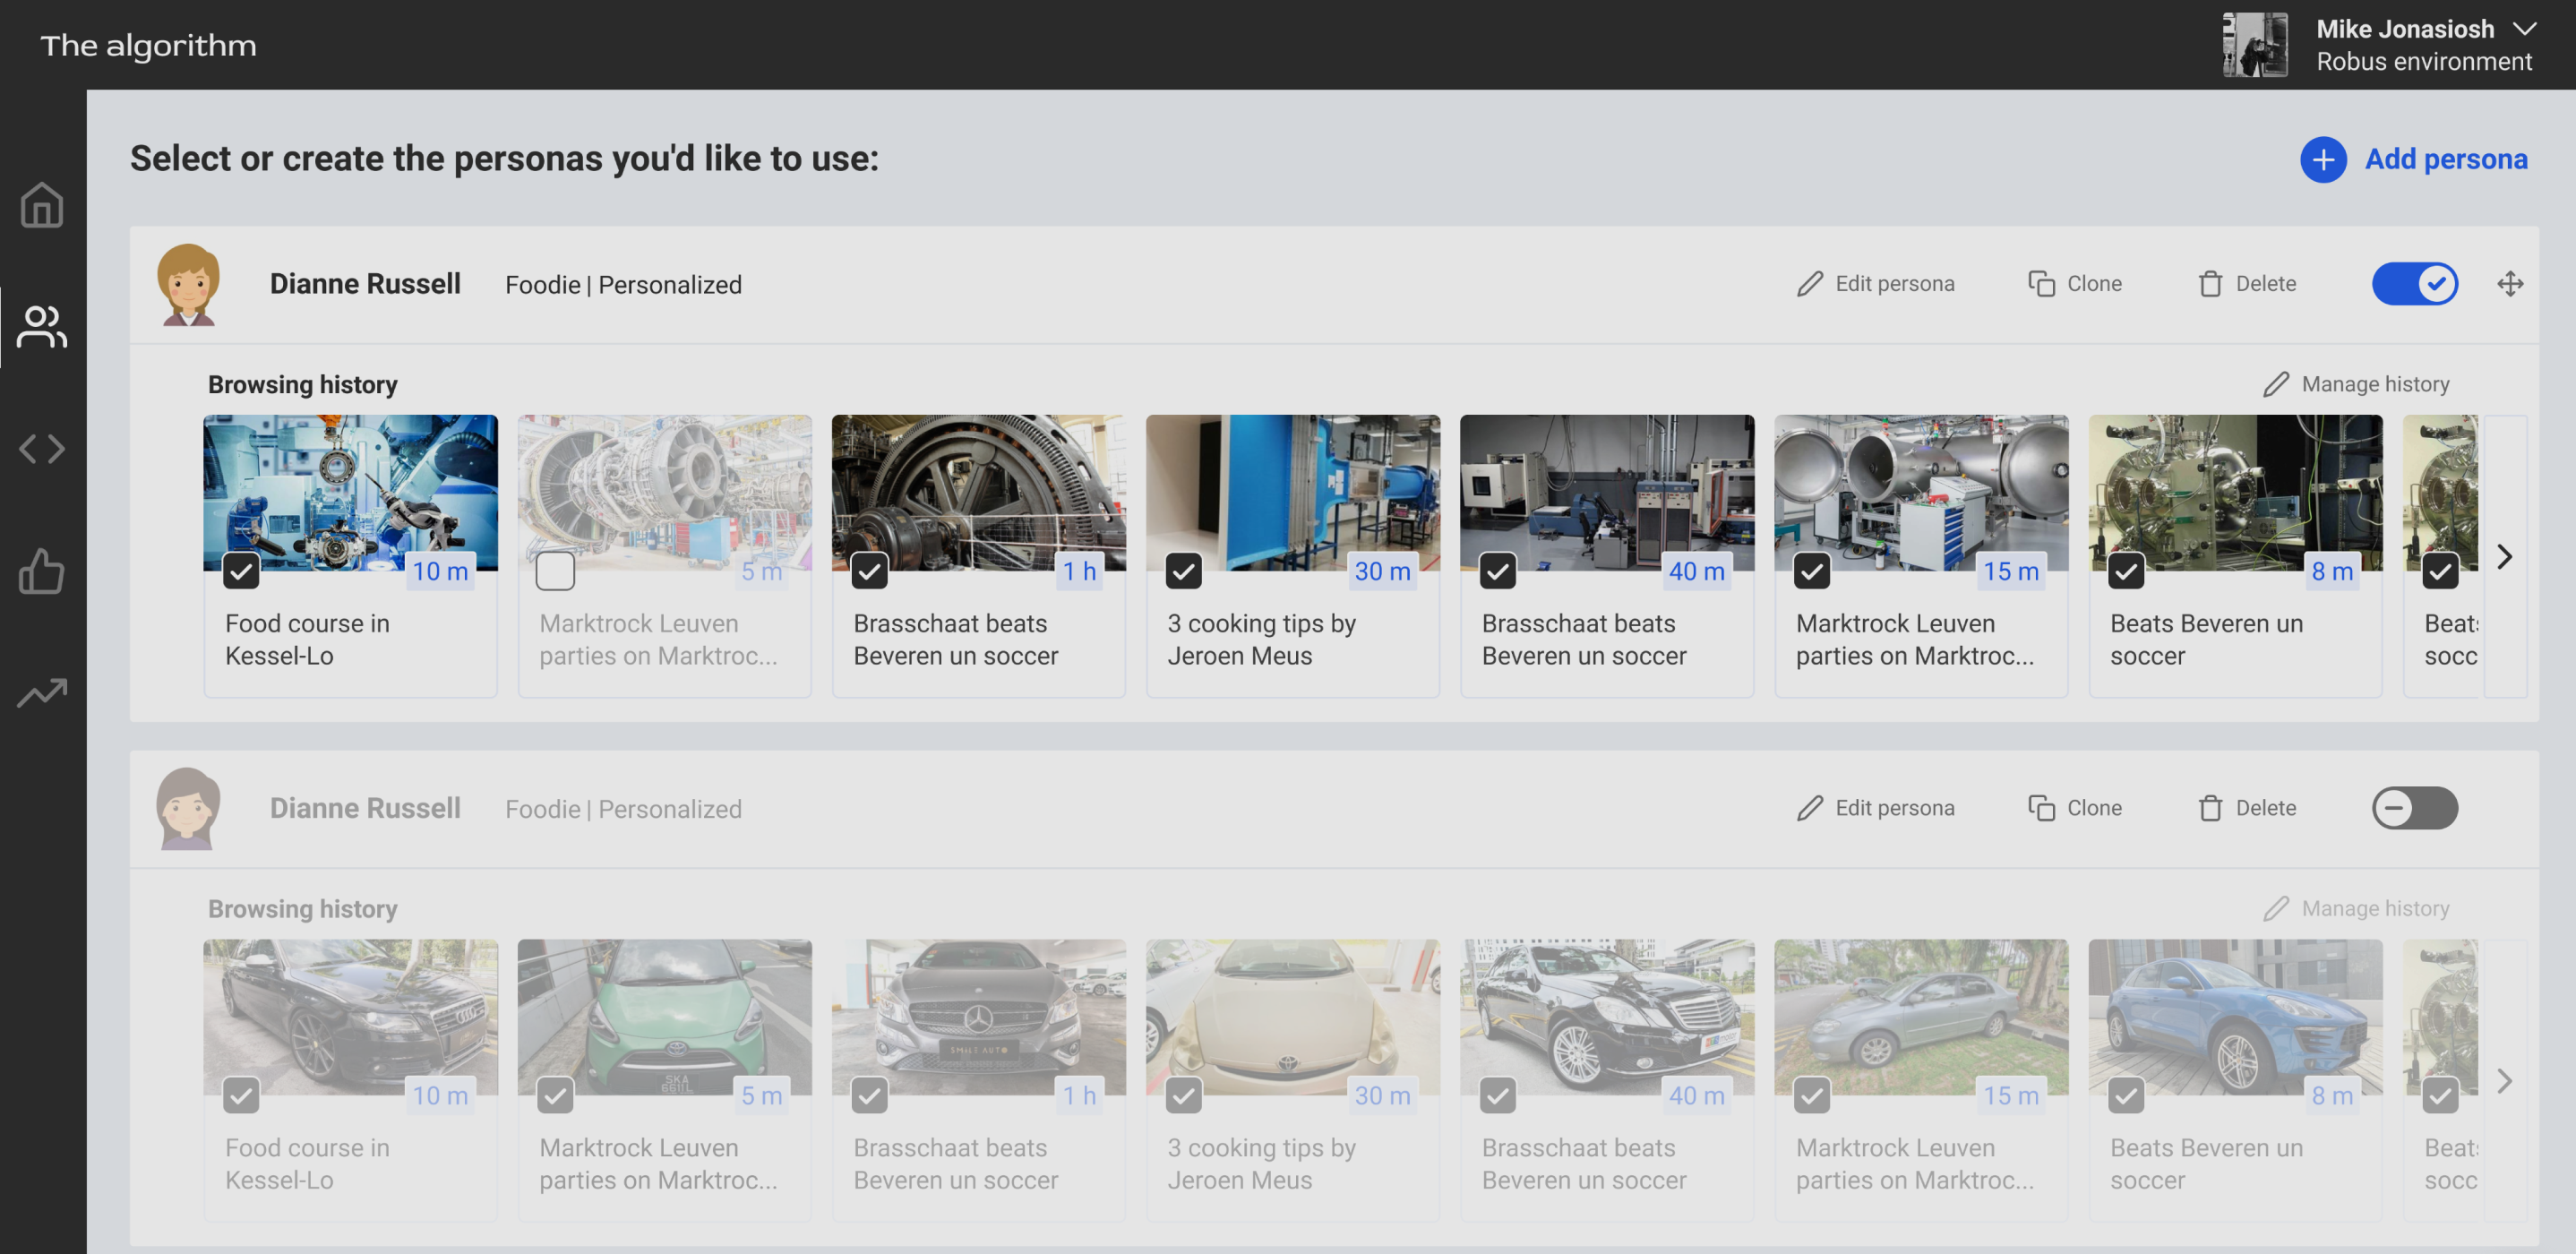 The algorithm
Mike Jonasiosh
Robus environment
Select or create the personas you'd like to use:
Add persona
Dianne Russell
Foodie | Personalized
Edit persona
Clone
Delete
Browsing history
Manage history
10 m
5 m
1 h
30 m
40 m
15 m
8 m
Food course in
Kessel-Lo
Marktrock Leuven
parties on Marktroc...
Brasschaat beats
Beveren un soccer
3 cooking tips by
Jeroen Meus
Brasschaat beats
Beveren un soccer
Marktrock Leuven
parties on Marktroc...
Beats Beveren un
soccer
Beats
socc
Dianne Russell
Foodie | Personalized
Edit persona
Clone
Delete
Browsing history
Manage history
SMILE AUTO
10 m
5 m
1 h
30 m
40 m
15 m
8 m
Food course in
Kessel-Lo
Marktrock Leuven
parties on Marktroc...
Brasschaat beats
Beveren un soccer
3 cooking tips by
Jeroen Meus
Brasschaat beats
Beveren un soccer
Marktrock Leuven
parties on Marktroc...
Beats Beveren un
soccer
Beats
socc